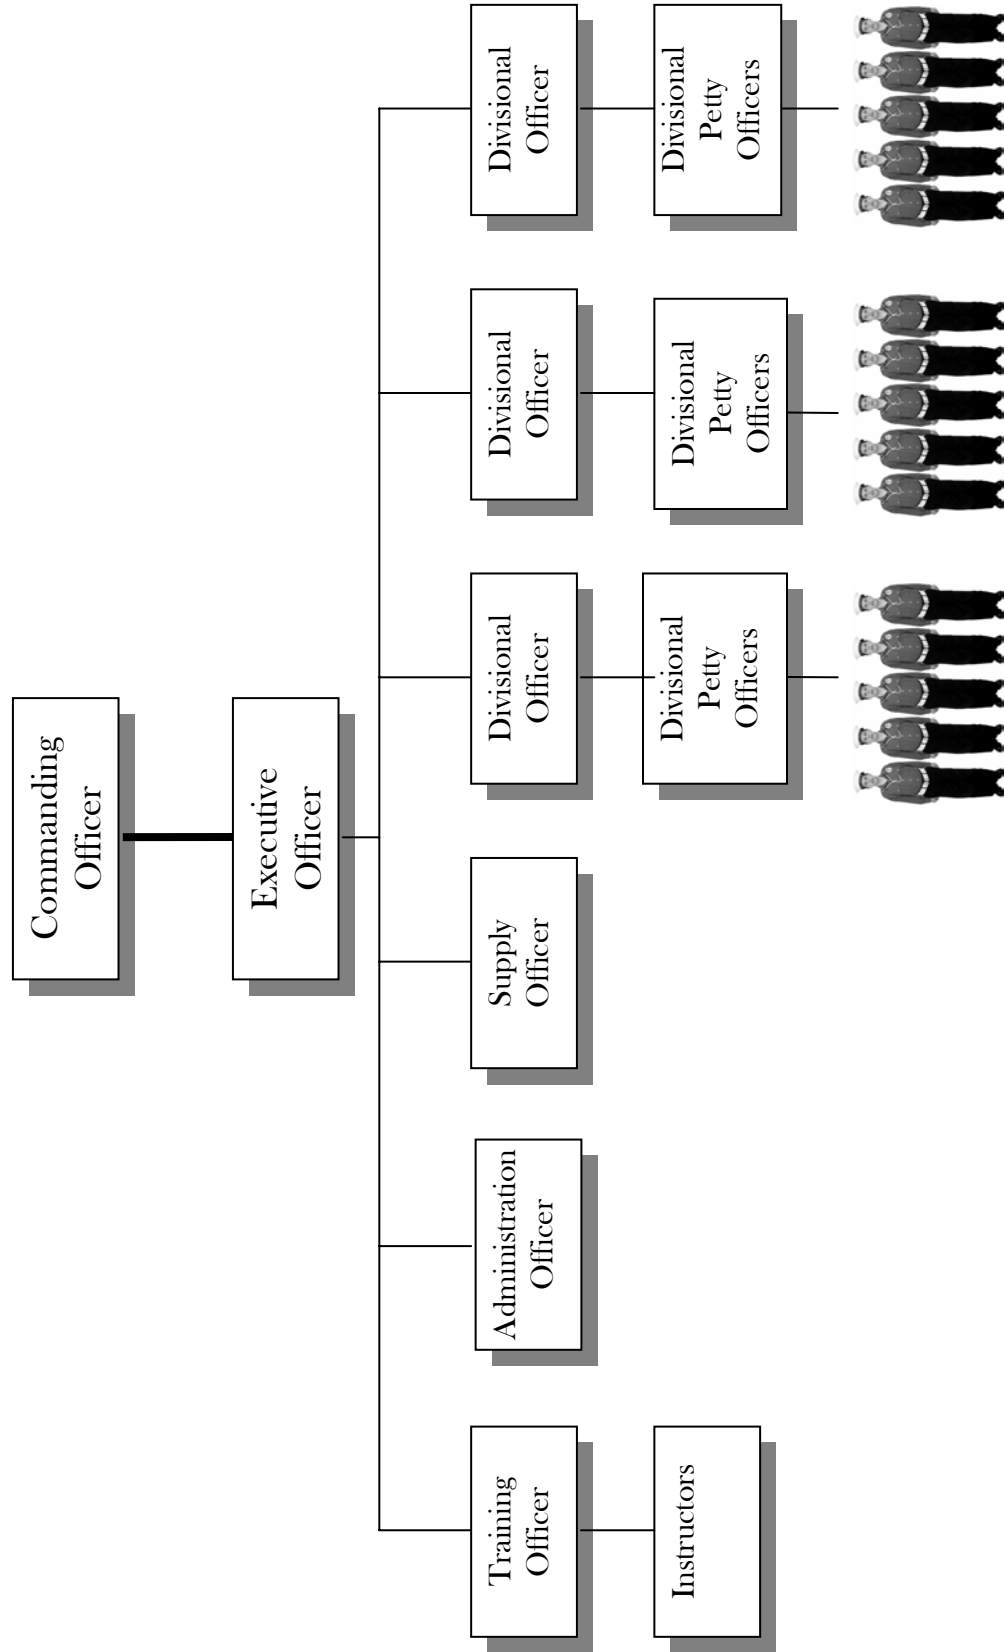 Commanding
Officer
Executive
Officer
Training
Officer
Administration
Officer
Supply
Officer
Divisional
Officer
Divisional
Officer
Divisional
Officer
Instructors
Divisional
Petty
Officers
Divisional
Petty
Officers
Divisional
Petty
Officers